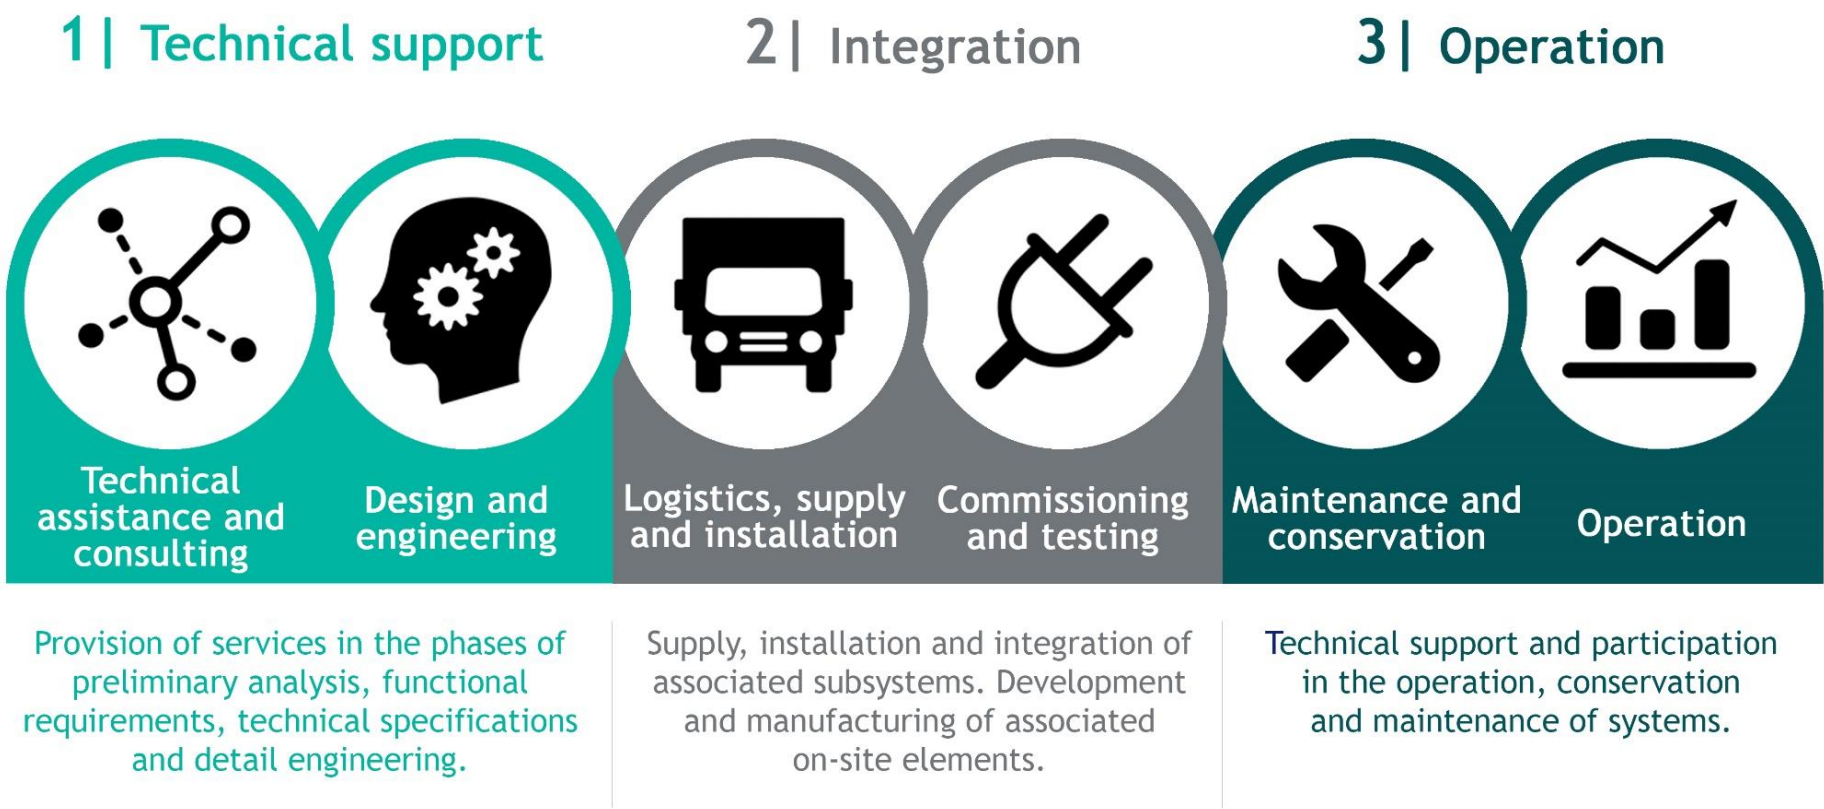 1| Technical support
2| Integration
3| Operation
Technical
assistance and
consulting
Design and
engineering
Logistics, supply
and installation
Commissioning
and testing
Maintenance and
conservation
Operation
Provision of services in the phases of
preliminary analysis, functional
requirements, technical specifications
and detail engineering.
Supply, installation and integration of
associated subsystems. Development
and manufacturing of associated
on-site elements.
Technical support and participation
in the operation, conservation
and maintenance of systems.